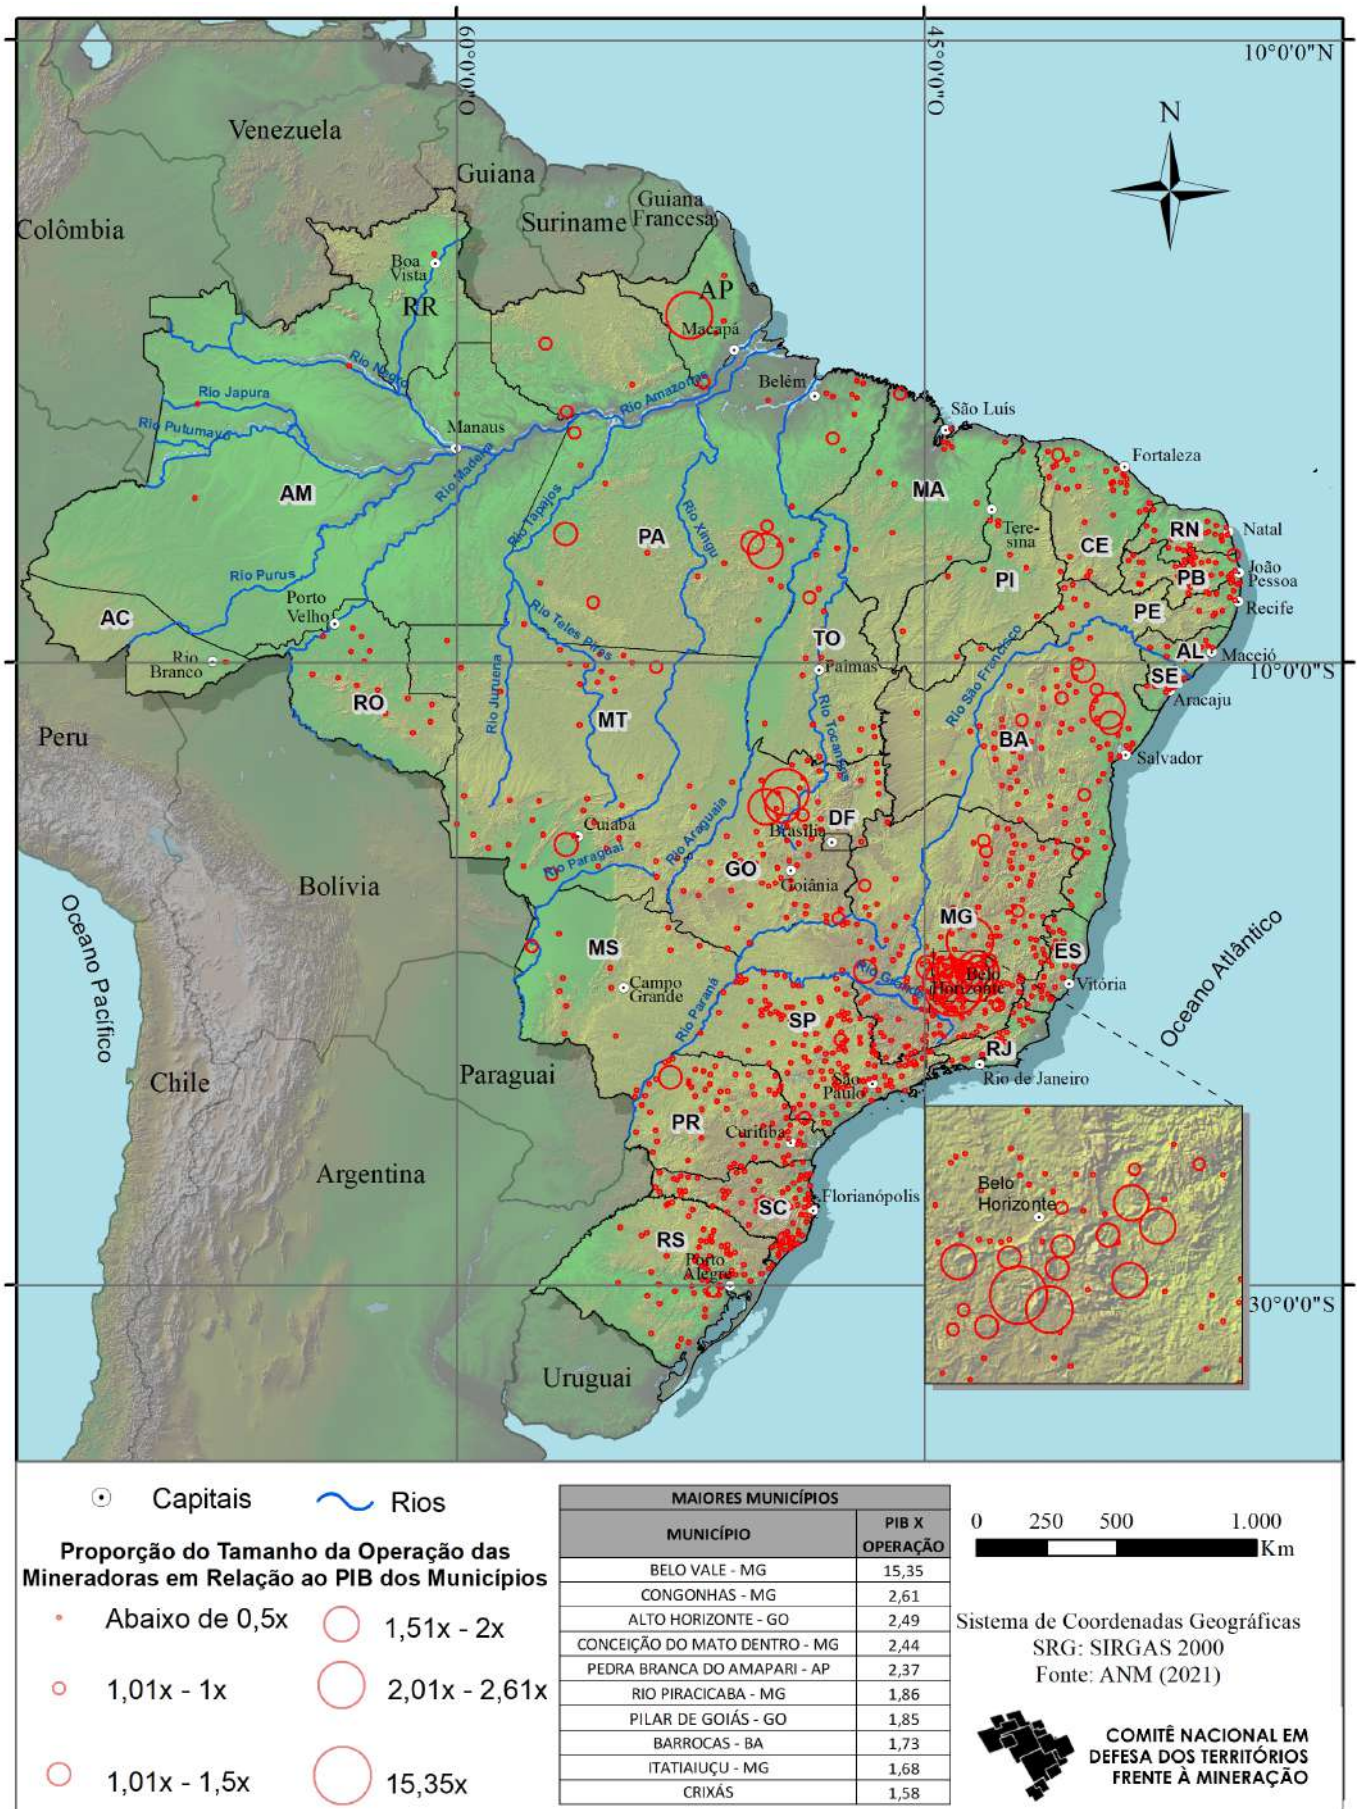 60°0'0"O
45°0'0"O
10°0'0"N
N
Venezuela
Guiana
Guiana
Francesa
Suriname
Colômbia
Boa
Vista
RR
AP
Macapá
Rio Negro
Rio Japura
Rio Putumayo
Manaus
Rio Amazonas
Belém
São Luís
Rio Madeira
Fortaleza
AM
MA
Rio Tapajos
PA
Rio Xingu
Tere-
sina
CE
RN
Natal
PI
PB
João
Pessoa
Rio Purus
Porto
Velho
PE
Recife
AC
Rio Teles Pires
TO
Rio São Francisco
Rio
Branco
Palmas
AL
Maceió
10°0'0"S
SE
Aracaju
RO
Rio Juruena
MT
Rio Tocantins
BA
Peru
Salvador
Cuiaba
Rio Paraguai
Rio Araguaia
Brasília
DF
Bolívia
GO
Goiânia
Oceano Pacífico
MG
MS
ES
Oceano Atlântico
Campo
Grande
Rio Grande
Belo
Horizonte
Vitória
Rio Paraná
SP
RJ
Chile
Paraguai
São
Paulo
Rio de Janeiro
PR
Curitiba
Argentina
SC
Florianópolis
Belo
Horizonte
RS
Porto
Alegre
30°0'0"S
Uruguai
Capitais
Rios
Proporção do Tamanho da Operação das
Mineradoras em Relação ao PIB dos Municípios
Abaixo de 0,5x
1,51x - 2x
1,01x - 1x
2,01x - 2,61x
1,01x - 1,5x
15,35x
MAIORES MUNICÍPIOS
MUNICÍPIO PIB X OPERAÇÃO
BELO VALE - MG 15,35
CONGONHAS - MG 2,61
ALTO HORIZONTE - GO 2,49
CONCEIÇÃO DO MATO DENTRO - MG 2,44
PEDRA BRANCA DO AMAPARI - AP 2,37
RIO PIRACICABA - MG 1,86
PILAR DE GOIÁS - GO 1,85
BARROCAS - BA 1,73
ITATIAIUÇU - MG 1,68
CRIXÁS 1,58
0 250 500 1.000
Km
Sistema de Coordenadas Geográficas
SRG: SIRGAS 2000
Fonte: ANM (2021)
COMITÊ NACIONAL EM
DEFESA DOS TERRITÓRIOS
FRENTE À MINERAÇÃO